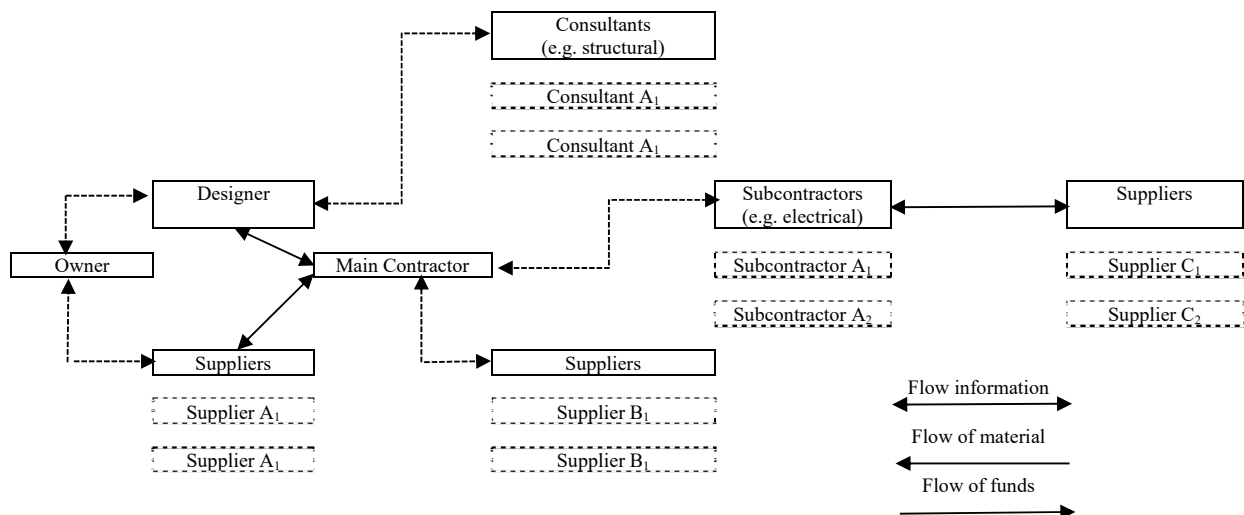 Consultants
(e.g. structural)
Consultant A₁
Consultant A₁
Designer
Subcontractors
(e.g. electrical)
Suppliers
Owner
Main Contractor
Subcontractor A₁
Supplier C₁
Subcontractor A₂
Supplier C₂
Suppliers
Suppliers
Flow information
Supplier A₁
Supplier B₁
Flow of material
Supplier A₁
Supplier B₁
Flow of funds